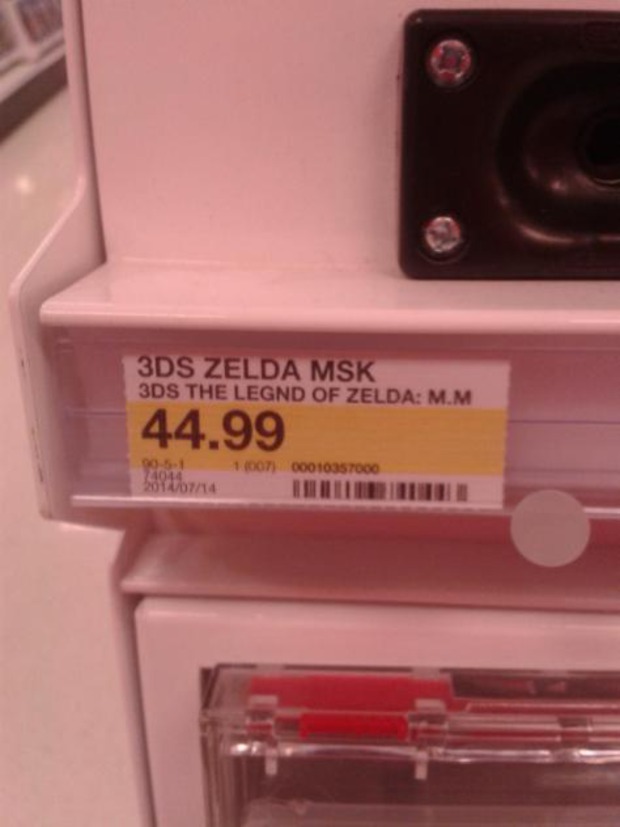 3DS ZELDA MSK
3DS THE LEGND OF ZELDA: M.M
44.99
90-5-1 1 (007) 00010357000
74044
2014/07/14